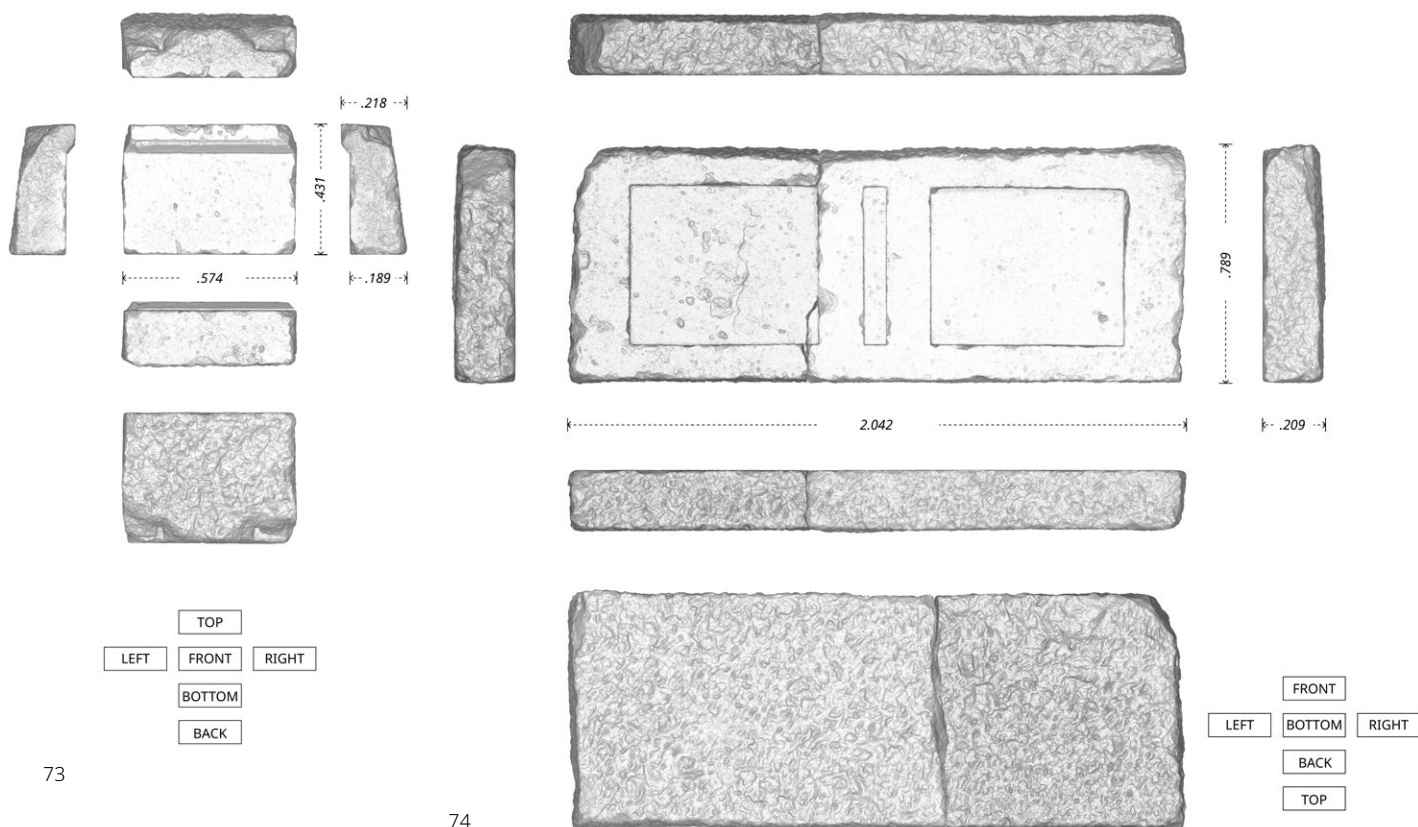 .218
.431
.574
.189
.789
2.042
.209
TOP
LEFT FRONT RIGHT
BOTTOM
BACK
73
FRONT
LEFT BOTTOM RIGHT
BACK
TOP
74